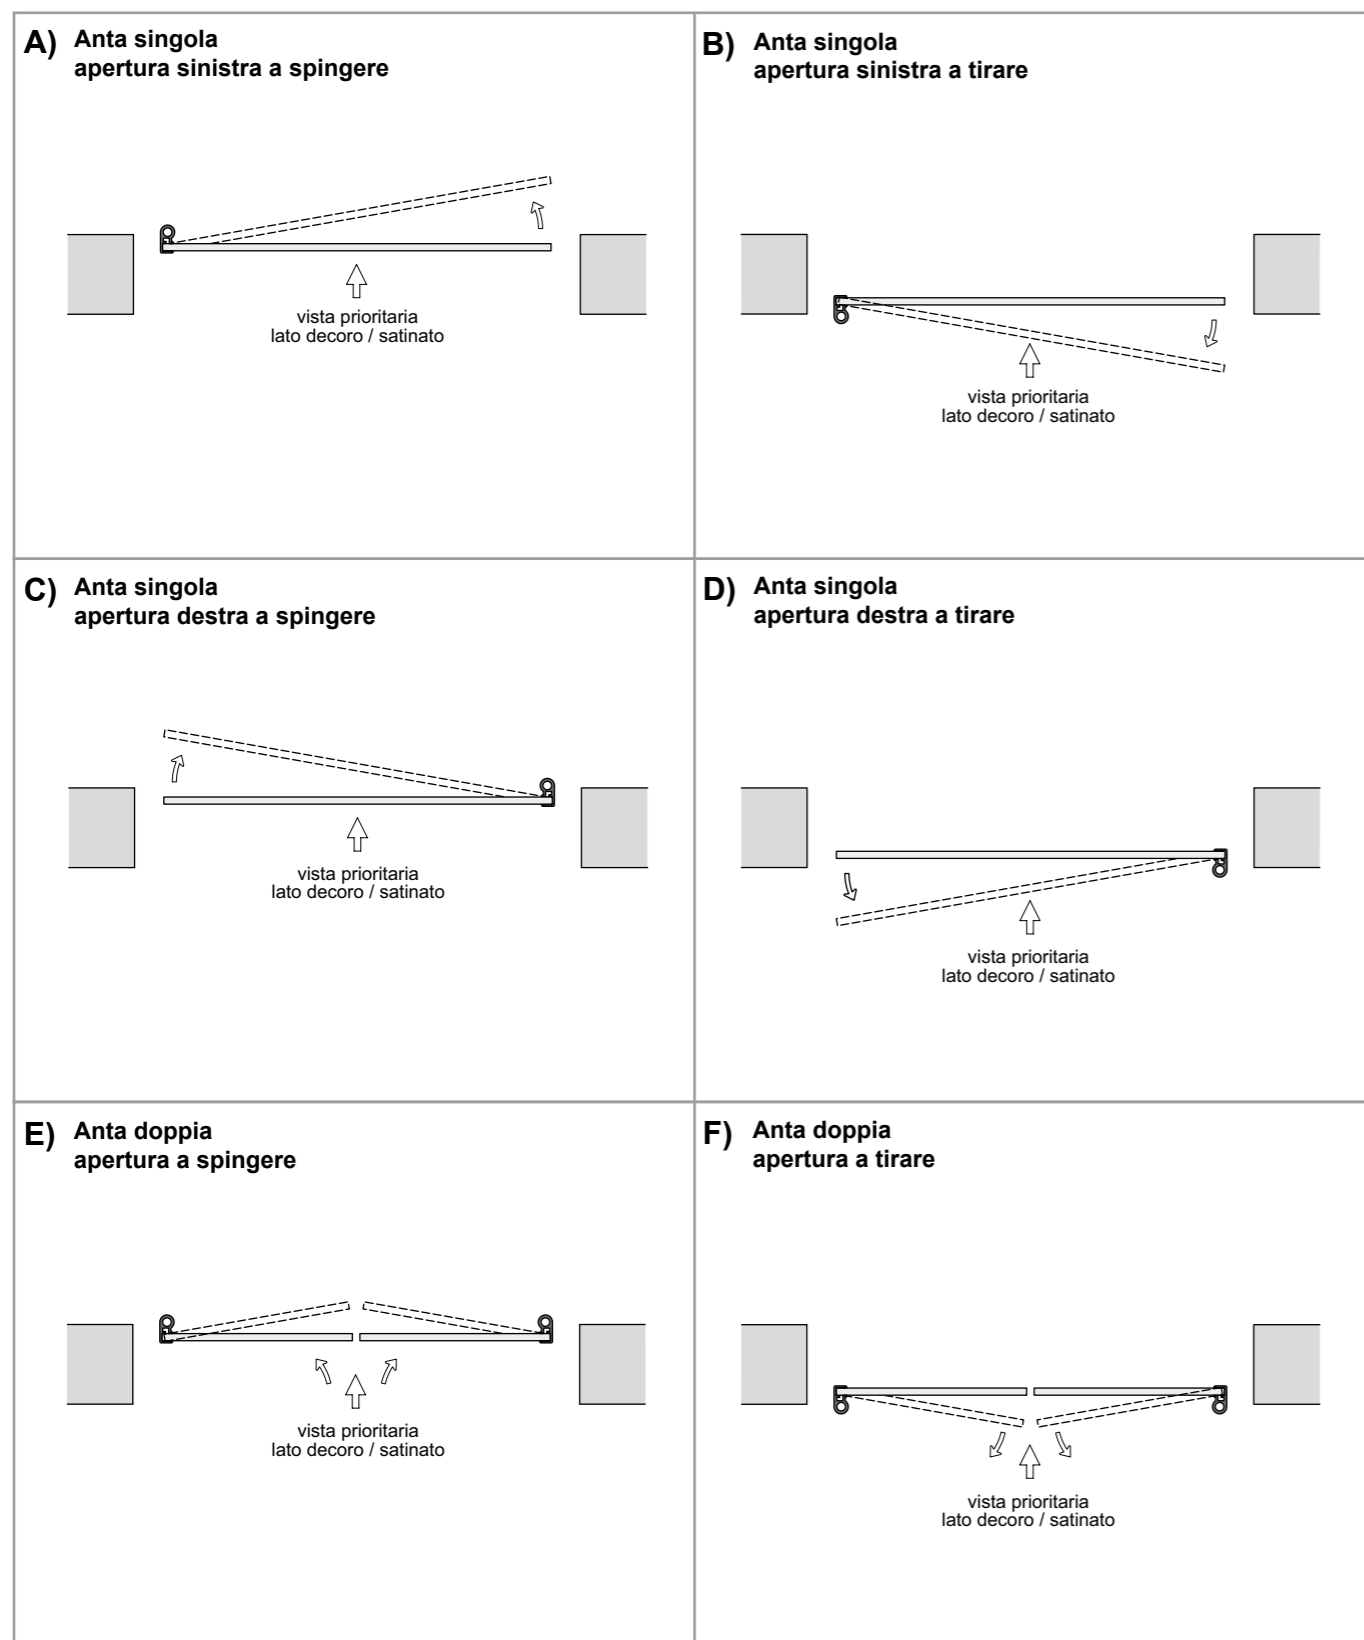 A) Anta singola
apertura sinistra a spingere
vista prioritaria
lato decoro / satinato
B) Anta singola
apertura sinistra a tirare
vista prioritaria
lato decoro / satinato
C) Anta singola
apertura destra a spingere
vista prioritaria
lato decoro / satinato
D) Anta singola
apertura destra a tirare
vista prioritaria
lato decoro / satinato
E) Anta doppia
apertura a spingere
vista prioritaria
lato decoro / satinato
F) Anta doppia
apertura a tirare
vista prioritaria
lato decoro / satinato